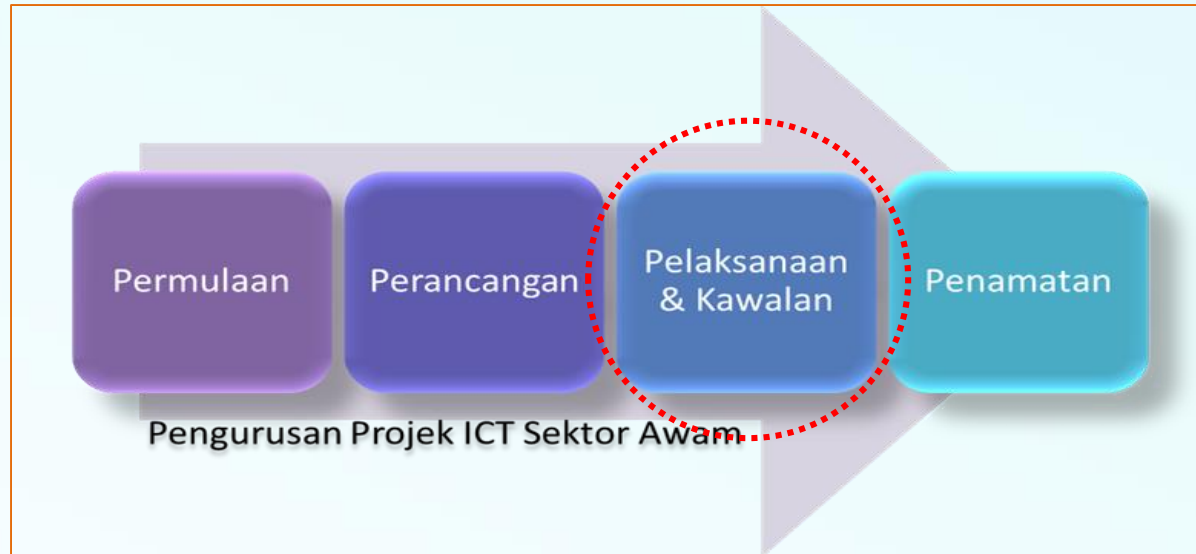 Permulaan
Perancangan
Pelaksanaan
& Kawalan
Penamatan
Pengurusan Projek ICT Sektor Awam